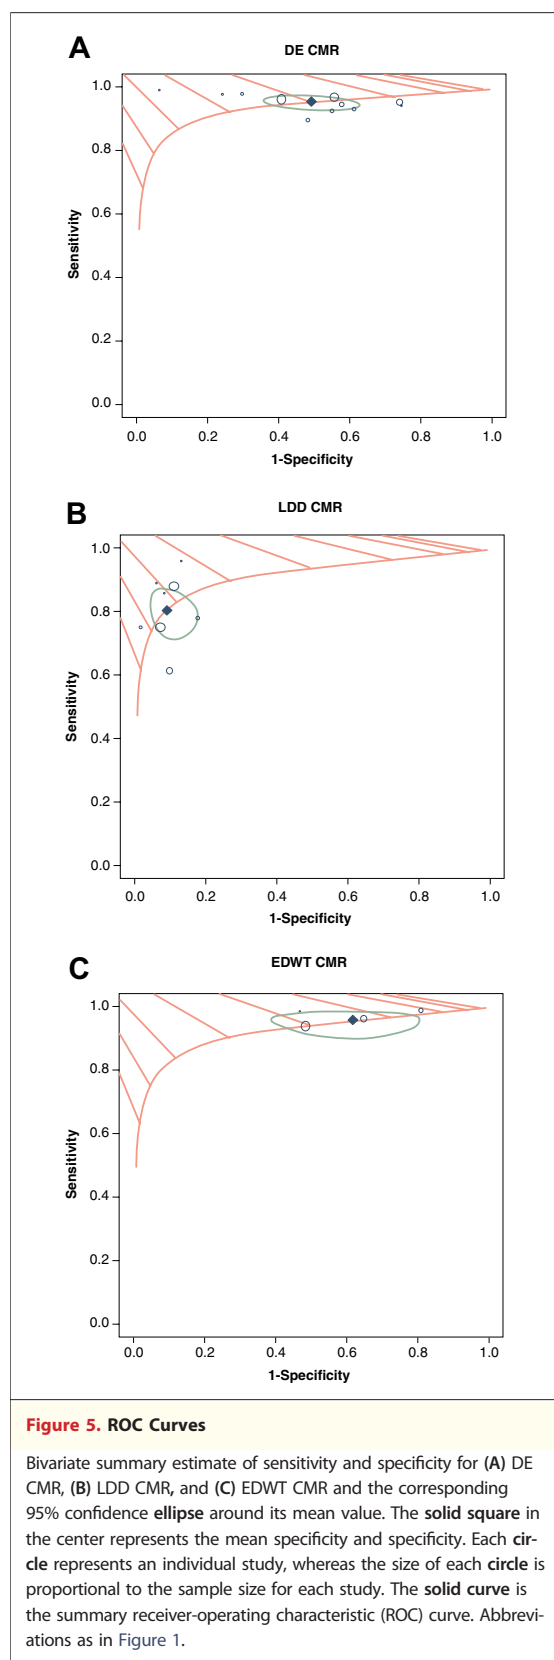 A
DE CMR
1.0
0.8
0.6
0.4
0.2
0.0
Sensitivity
0.0 0.2 0.4 0.6 0.8 1.0
1-Specificity
B
LDD CMR
1.0
0.8
0.6
0.4
0.2
0.0
Sensitivity
0.0 0.2 0.4 0.6 0.8 1.0
1-Specificity
C
EDWT CMR
1.0
0.8
0.6
0.4
0.2
0.0
Sensitivity
0.0 0.2 0.4 0.6 0.8 1.0
1-Specificity
Figure 5. ROC Curves
Bivariate summary estimate of sensitivity and specificity for (A) DE
CMR, (B) LDD CMR, and (C) EDWT CMR and the corresponding
95% confidence ellipse around its mean value. The solid square in
the center represents the mean specificity and specificity. Each cir-
cle represents an individual study, whereas the size of each circle is
proportional to the sample size for each study. The solid curve is
the summary receiver-operating characteristic (ROC) curve. Abbrevi-
ations as in Figure 1.